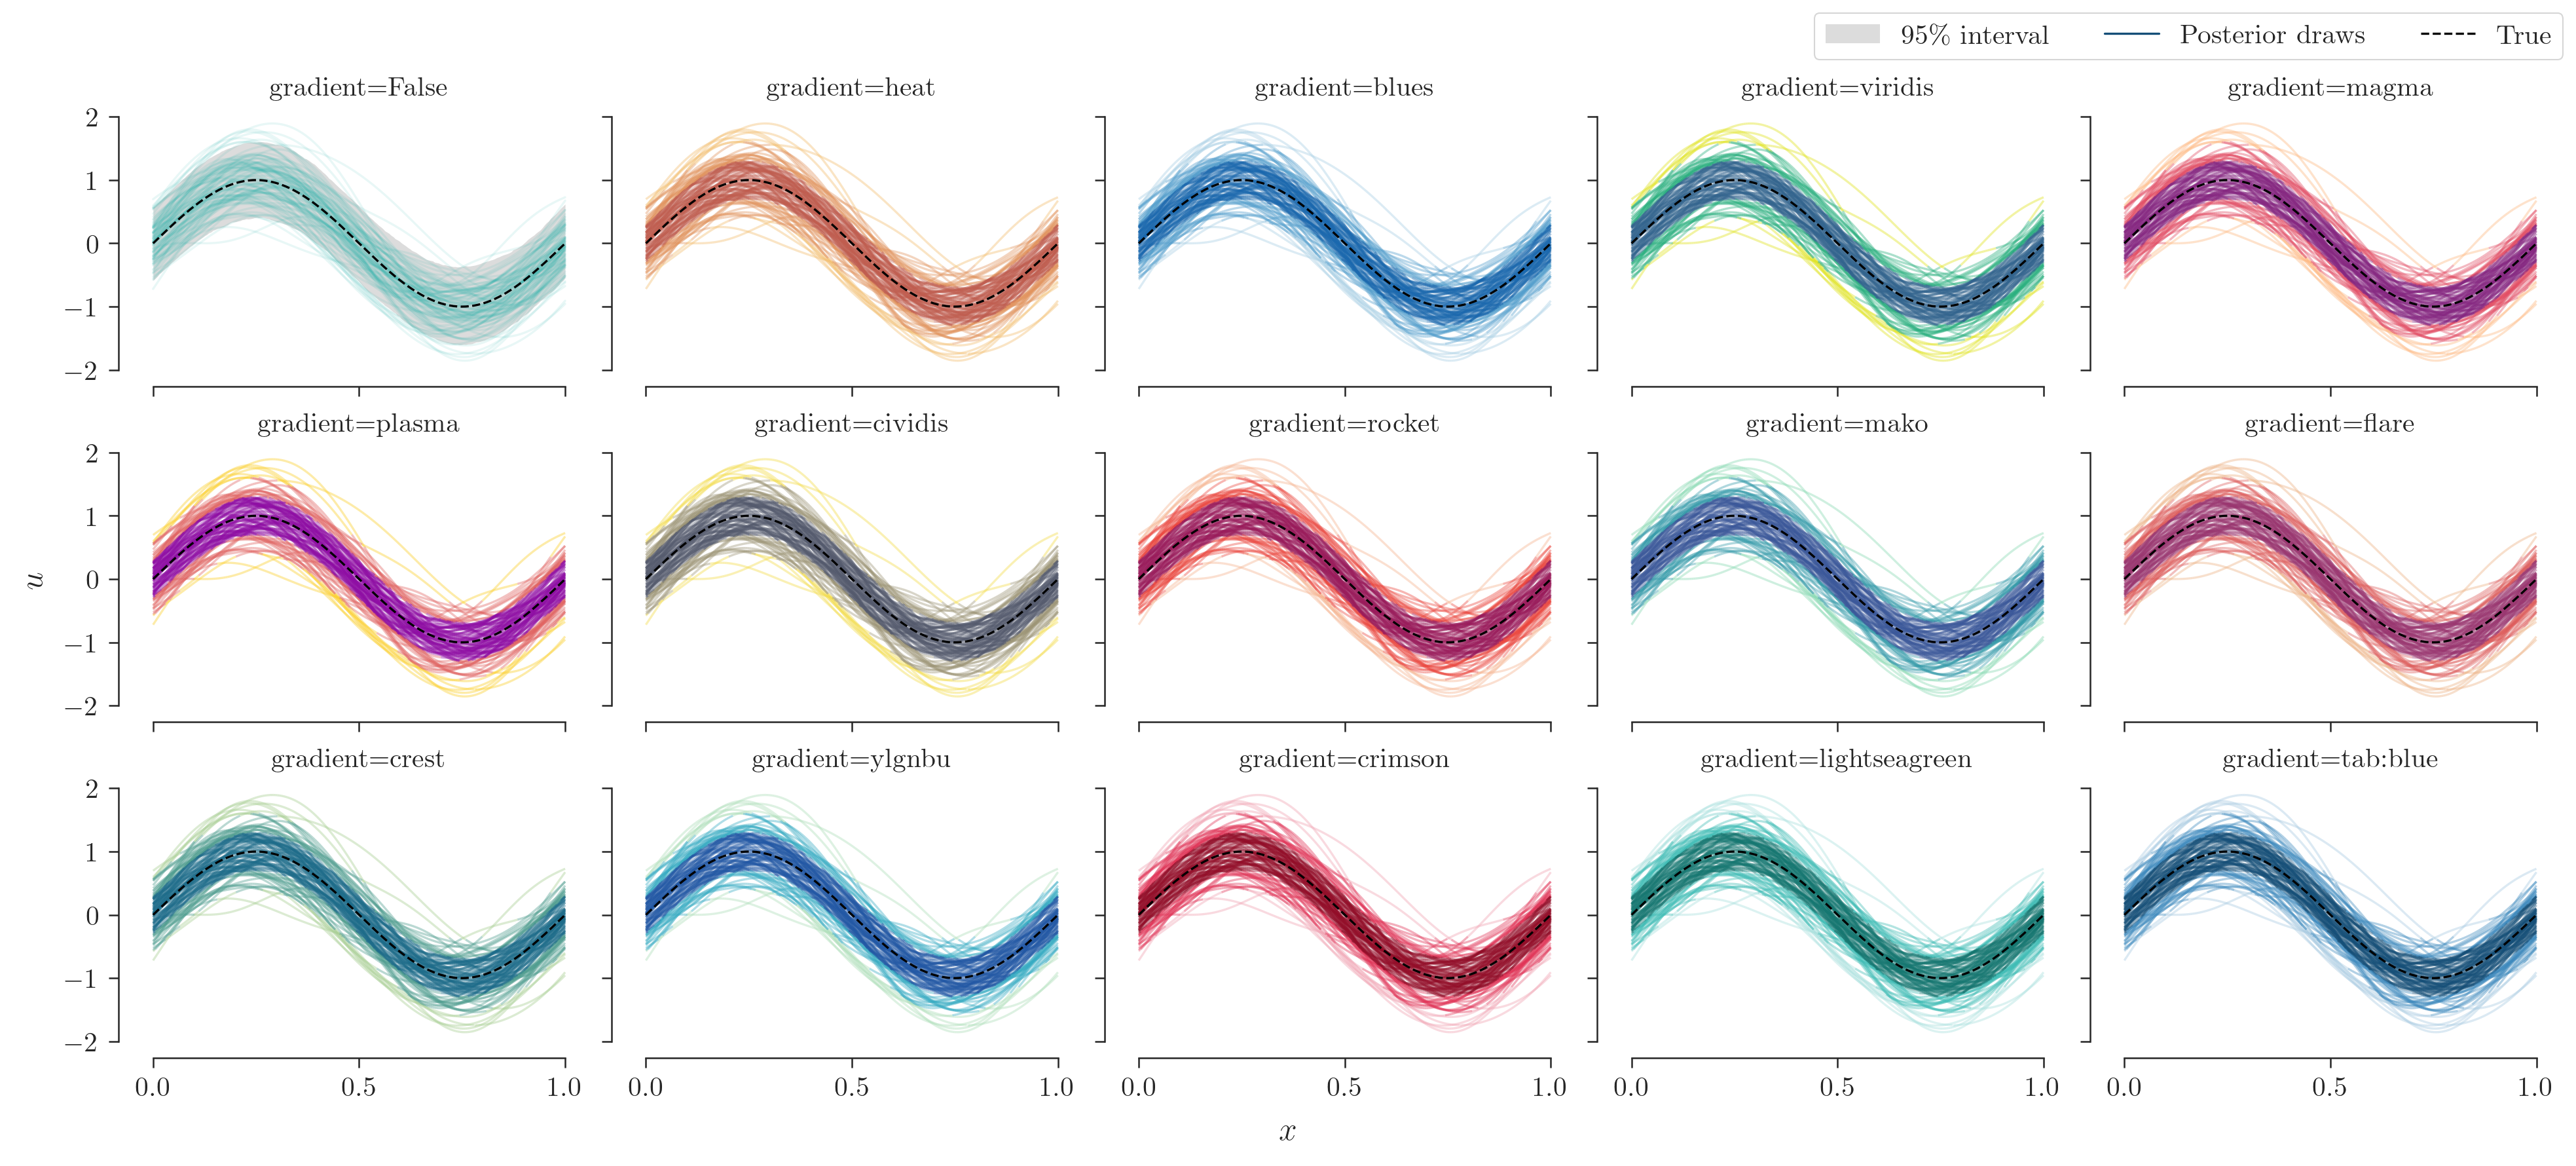 95% interval Posterior draws True
gradient=False gradient=heat gradient=blues gradient=viridis gradient=magma
2
1
0
−1
−2
gradient=plasma gradient=cividis gradient=rocket gradient=mako gradient=flare
2
1
0
−1
−2
u
gradient=crest gradient=ylgnbu gradient=crimson gradient=lightseagreen gradient=tab:blue
2
1
0
−1
−2
0.0 0.5 1.0 0.0 0.5 1.0 0.0 0.5 1.0 0.0 0.5 1.0 0.0 0.5 1.0
x